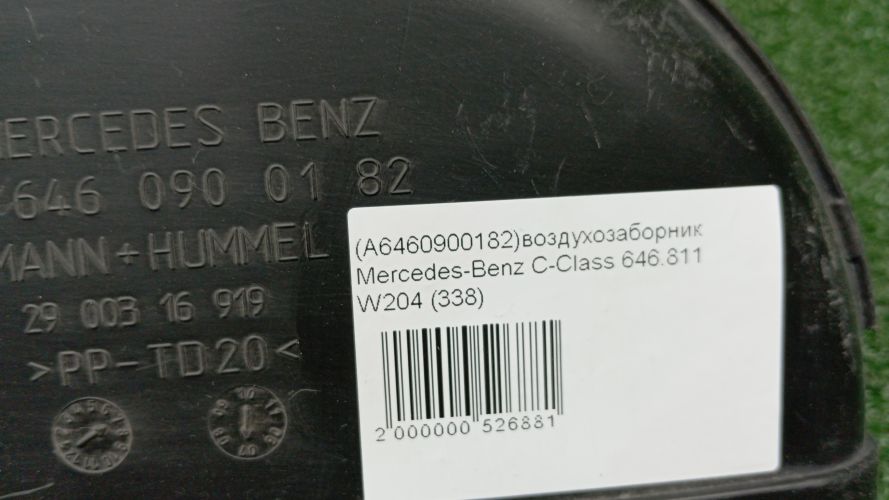 MERCEDES BENZ
646 090 01 82
MANN+HUMMEL
29 003 16 919
>PP-TD20<
(A6460900182)воздухозаборник
Mercedes-Benz C-Class 646.811
W204 (338)
2 000000 526881